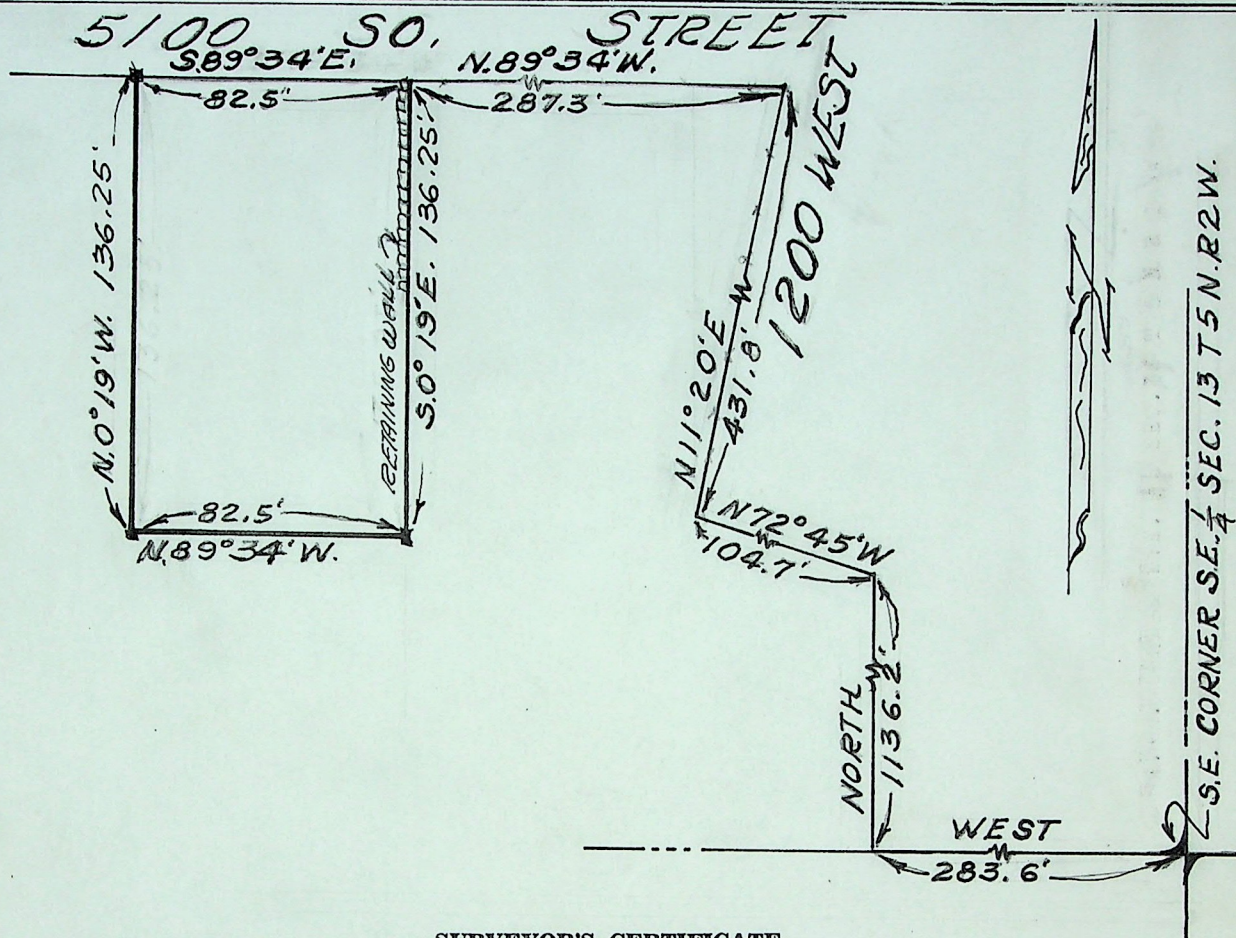 5100 SO. STREET
S.89°34'E.
N.89°34'W.
82.5'
287.3'
1200 WEST
N.0°19'W. 136.25'
RETAINING WALL
S.0°19'E. 136.25'
N11°20'E
431.8'
82.5'
N.89°34'W.
N72°45'W
104.7'
NORTH
1136.2'
WEST
283.6'
S.E. CORNER S.E. 1/4 SEC. 13 T5N.R2W.
N
SURVEYOR'S CERTIFICATE